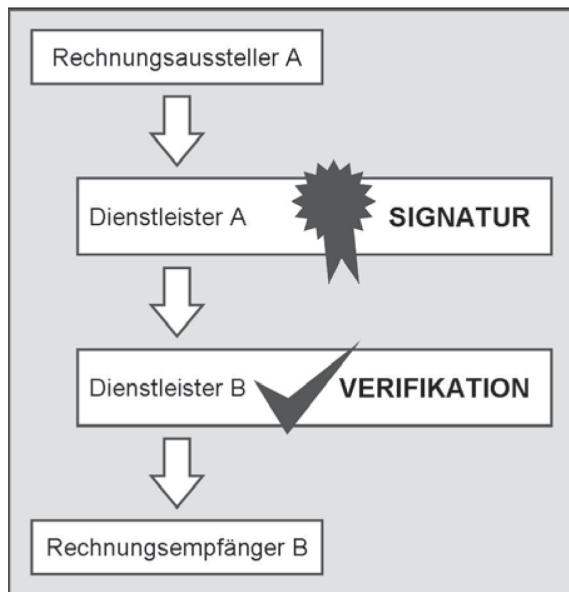 Rechnungsaussteller A
Dienstleister A SIGNATUR
Dienstleister B VERIFIKATION
Rechnungsempfänger B